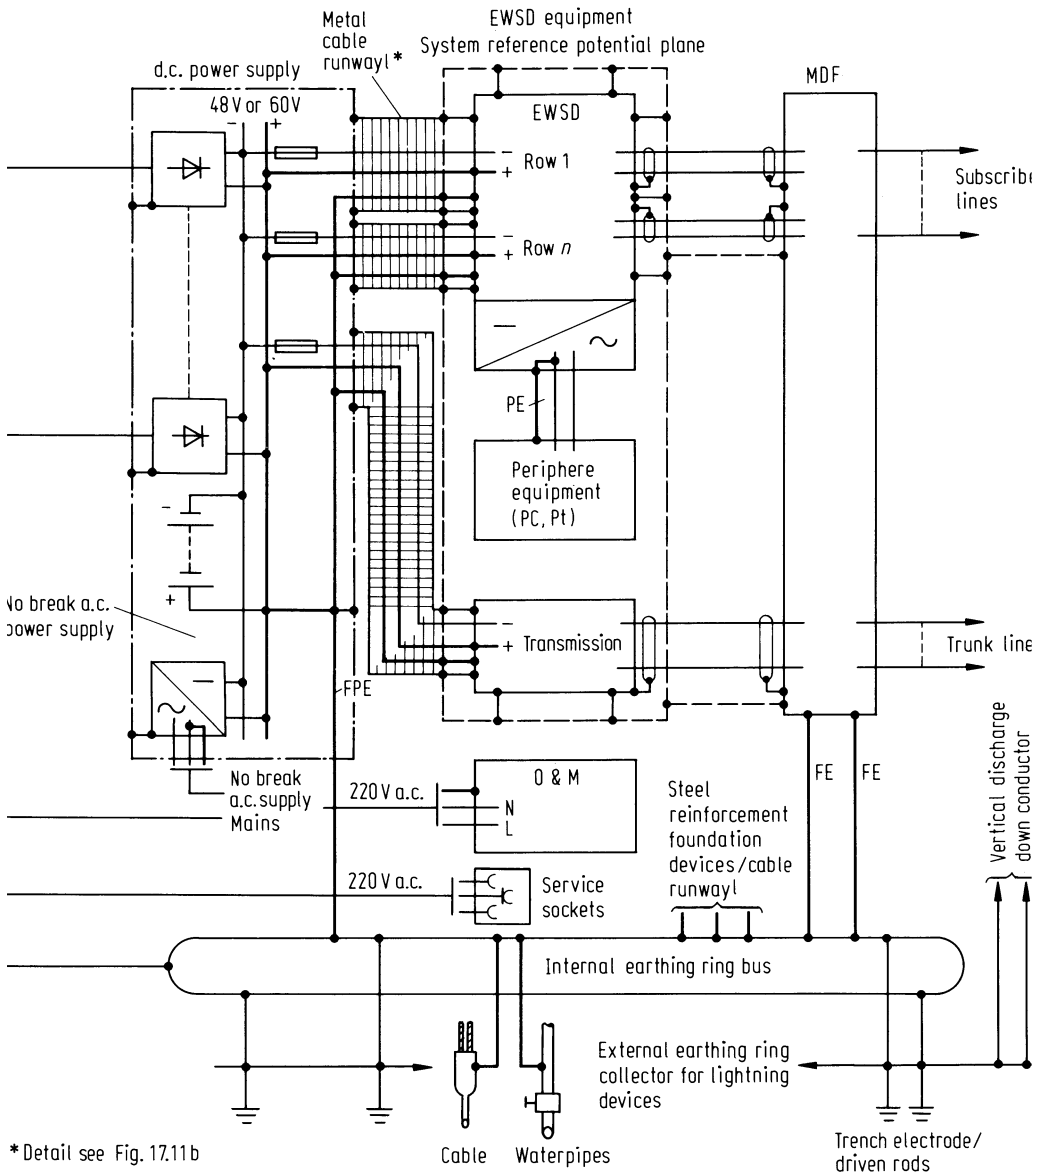 Metal
cable
runwayl *
EWSD equipment
System reference potential plane
d.c. power supply
MDF
48V or 60V
− +
EWSD
− Row 1
+
Subscribe
lines
− Row n
+
−
~
PE
Periphere
equipment
(PC, Pt)
−
+
No break a.c.
power supply
−
+ Transmission
Trunk line
FPE
−
~
No break
a.c. supply
Mains
220V a.c.
O & M
N
L
Steel
reinforcement
foundation
devices/cable
runwayl
FE
FE
Vertical discharge
down conductor
220V a.c.
Service
sockets
Internal earthing ring bus
External earthing ring
collector for lightning
devices
* Detail see Fig. 17.11b
Cable
Waterpipes
Trench electrode/
driven rods